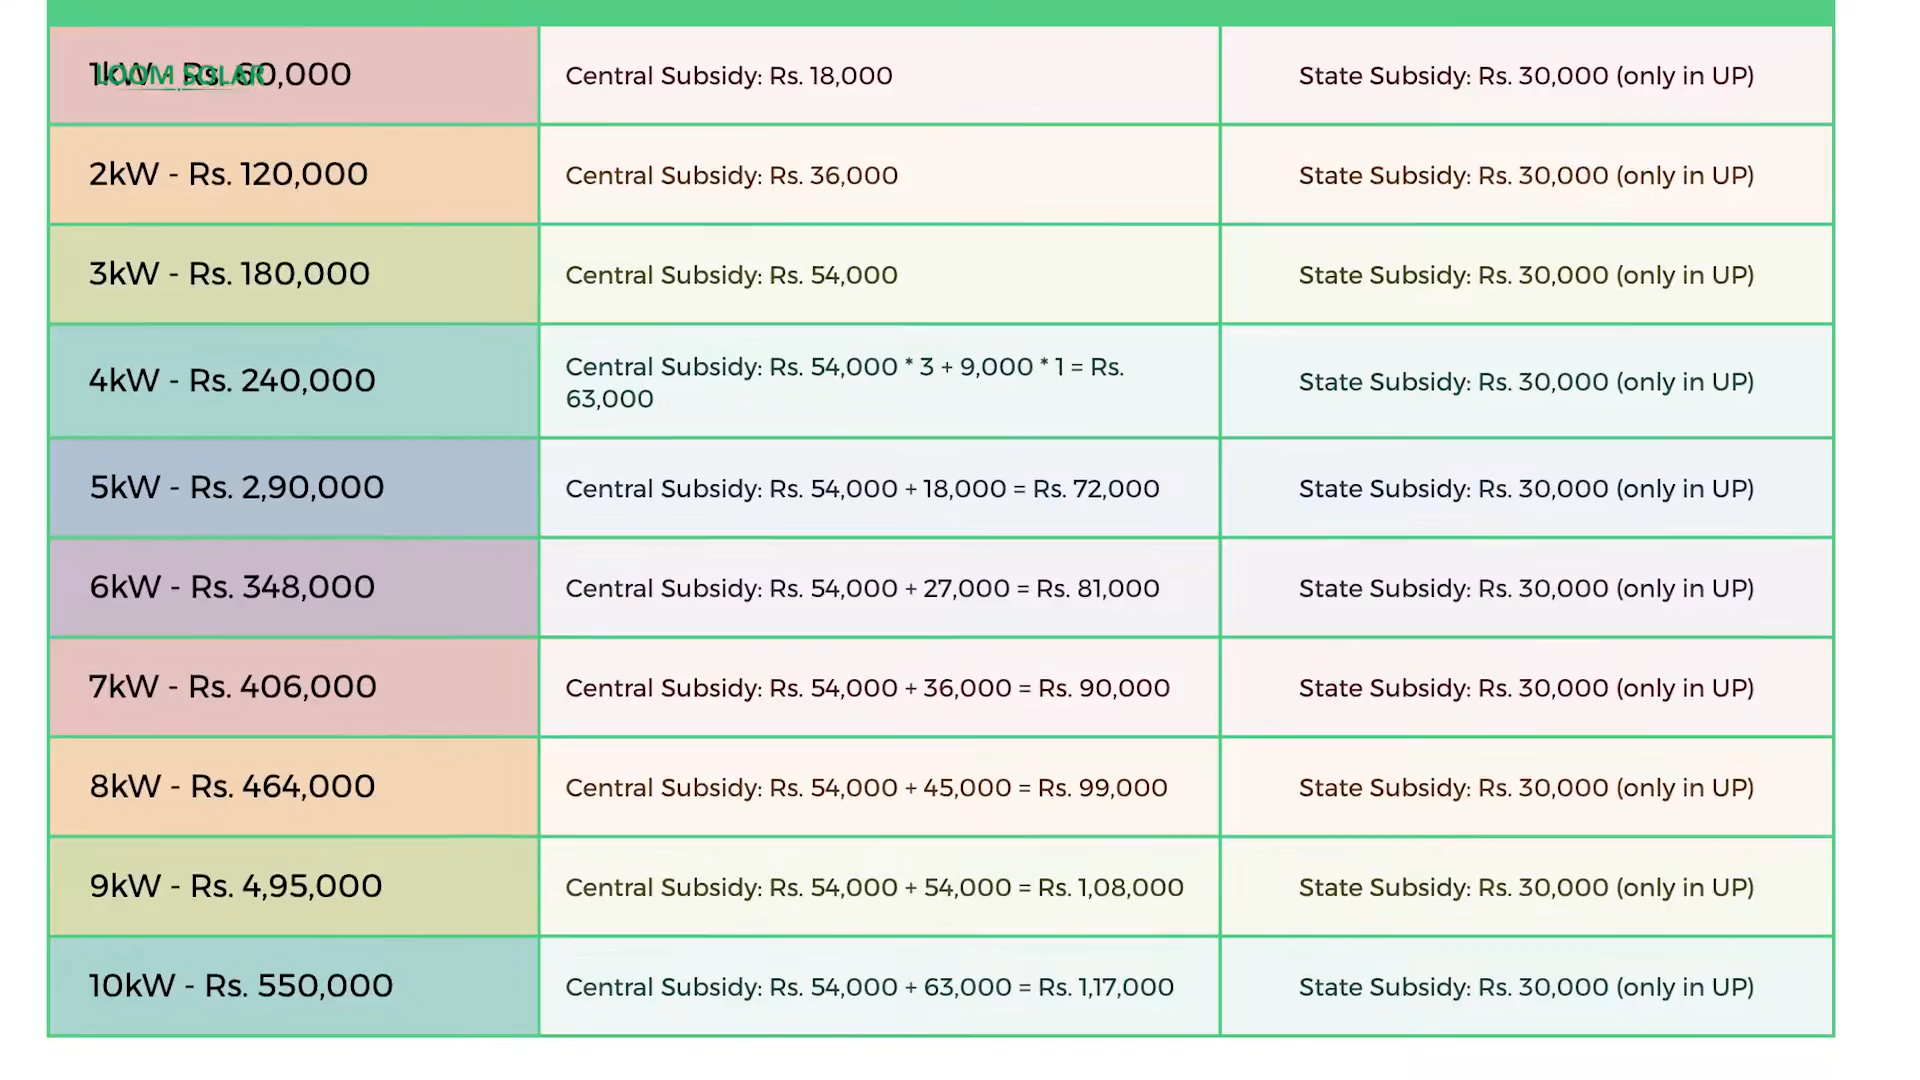 1kW - Rs. 60,000
LOOM SOLAR
Central Subsidy: Rs. 18,000
State Subsidy: Rs. 30,000 (only in UP)
2kW - Rs. 120,000
Central Subsidy: Rs. 36,000
State Subsidy: Rs. 30,000 (only in UP)
3kW - Rs. 180,000
Central Subsidy: Rs. 54,000
State Subsidy: Rs. 30,000 (only in UP)
4kW - Rs. 240,000
Central Subsidy: Rs. 54,000 * 3 + 9,000 * 1 = Rs.
63,000
State Subsidy: Rs. 30,000 (only in UP)
5kW - Rs. 2,90,000
Central Subsidy: Rs. 54,000 + 18,000 = Rs. 72,000
State Subsidy: Rs. 30,000 (only in UP)
6kW - Rs. 348,000
Central Subsidy: Rs. 54,000 + 27,000 = Rs. 81,000
State Subsidy: Rs. 30,000 (only in UP)
7kW - Rs. 406,000
Central Subsidy: Rs. 54,000 + 36,000 = Rs. 90,000
State Subsidy: Rs. 30,000 (only in UP)
8kW - Rs. 464,000
Central Subsidy: Rs. 54,000 + 45,000 = Rs. 99,000
State Subsidy: Rs. 30,000 (only in UP)
9kW - Rs. 4,95,000
Central Subsidy: Rs. 54,000 + 54,000 = Rs. 1,08,000
State Subsidy: Rs. 30,000 (only in UP)
10kW - Rs. 550,000
Central Subsidy: Rs. 54,000 + 63,000 = Rs. 1,17,000
State Subsidy: Rs. 30,000 (only in UP)